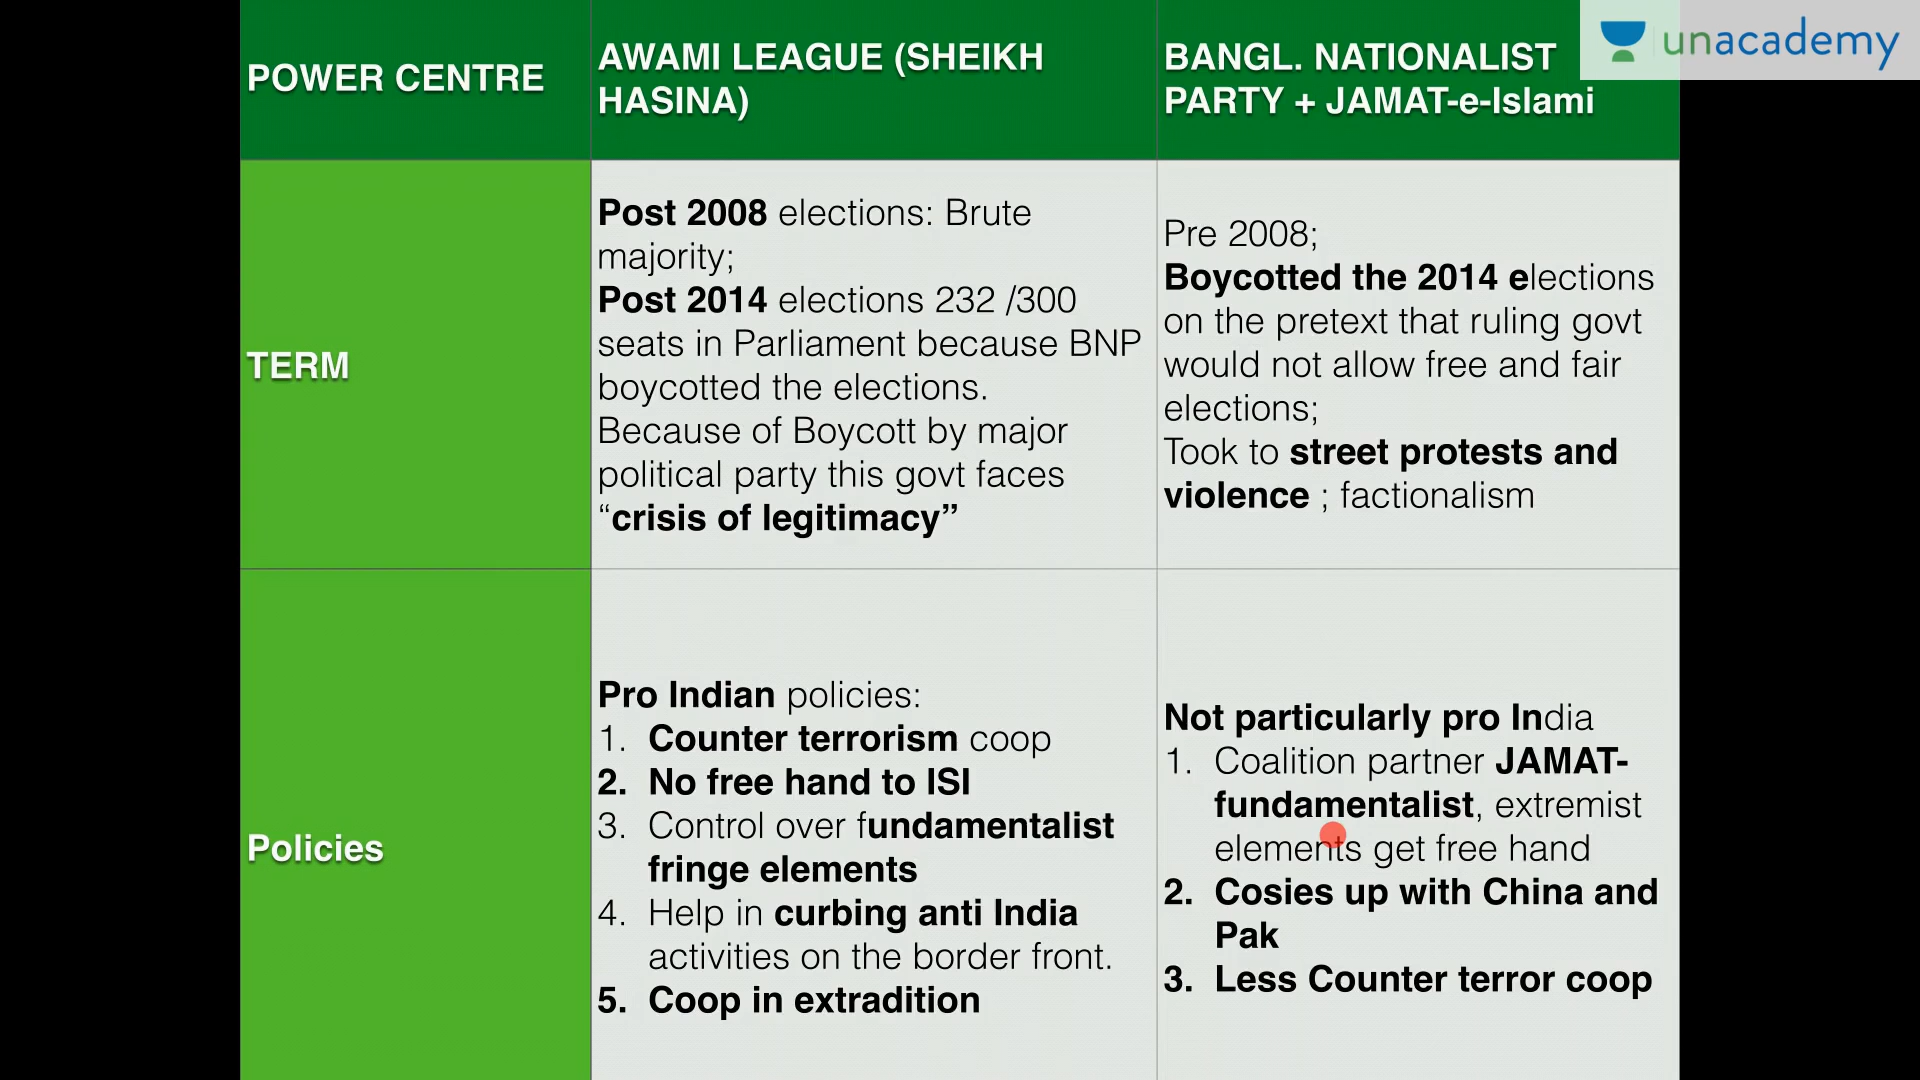 unacademy
POWER CENTRE
AWAMI LEAGUE (SHEIKH
HASINA)
BANGL. NATIONALIST
PARTY + JAMAT-e-Islami
TERM
Post 2008 elections: Brute
majority;
Post 2014 elections 232 /300
seats in Parliament because BNP
boycotted the elections.
Because of Boycott by major
political party this govt faces
“crisis of legitimacy”
Pre 2008;
Boycotted the 2014 elections
on the pretext that ruling govt
would not allow free and fair
elections;
Took to street protests and
violence ; factionalism
Policies
Pro Indian policies:
1. Counter terrorism coop
2. No free hand to ISI
3. Control over fundamentalist
fringe elements
4. Help in curbing anti India
activities on the border front.
5. Coop in extradition
Not particularly pro India
1. Coalition partner JAMAT-
fundamentalist, extremist
elements get free hand
2. Cosies up with China and
Pak
3. Less Counter terror coop